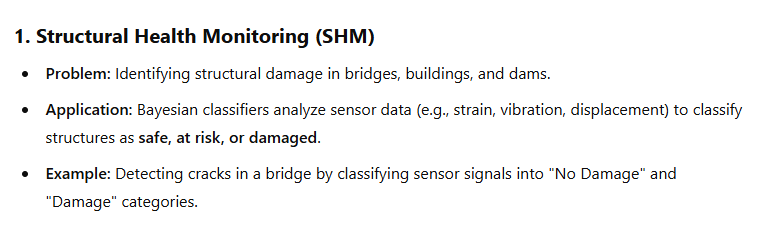 1. Structural Health Monitoring (SHM)
• Problem: Identifying structural damage in bridges, buildings, and dams.
• Application: Bayesian classifiers analyze sensor data (e.g., strain, vibration, displacement) to classify
structures as safe, at risk, or damaged.
• Example: Detecting cracks in a bridge by classifying sensor signals into "No Damage" and
"Damage" categories.